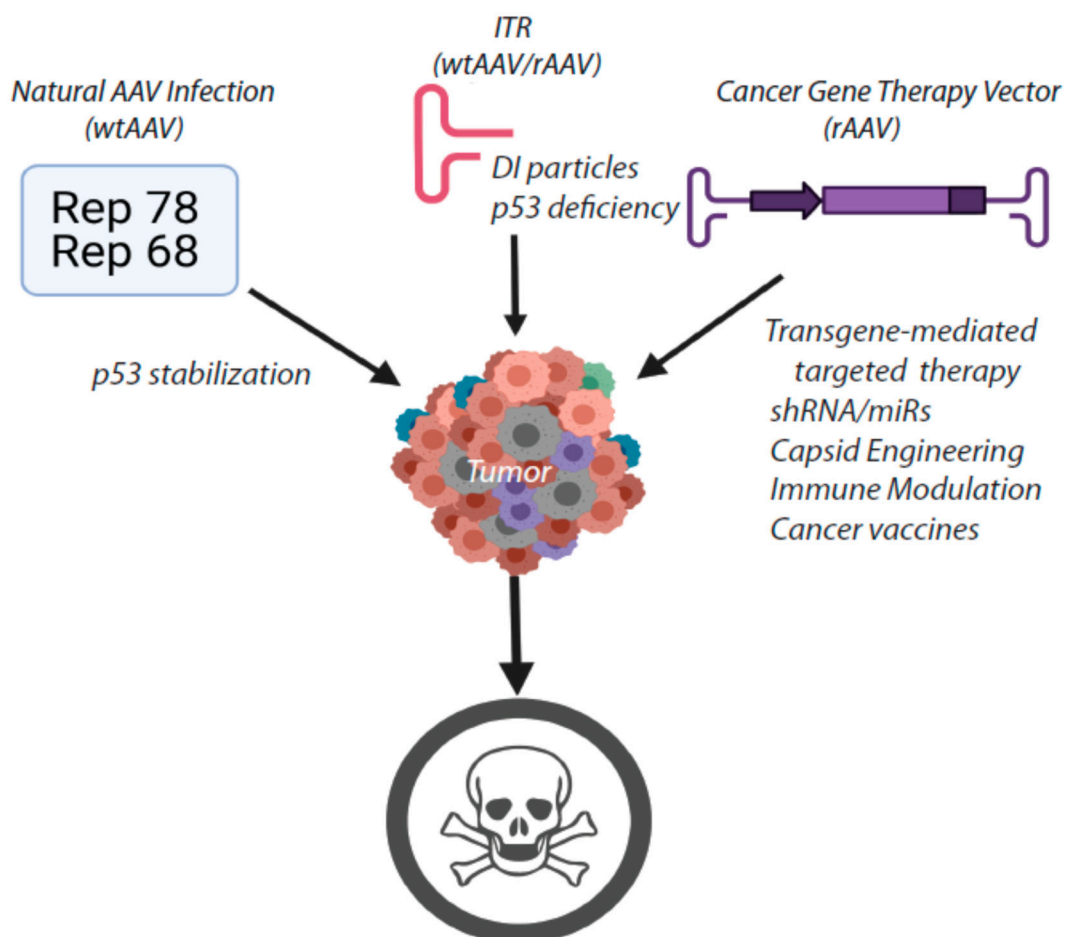 Natural AAV Infection
(wtAAV)
Rep 78
Rep 68
p53 stabilization
ITR
(wtAAV/rAAV)
DI particles
p53 deficiency
Cancer Gene Therapy Vector
(rAAV)
Transgene-mediated
targeted therapy
shRNA/miRs
Capsid Engineering
Immune Modulation
Cancer vaccines
Tumor